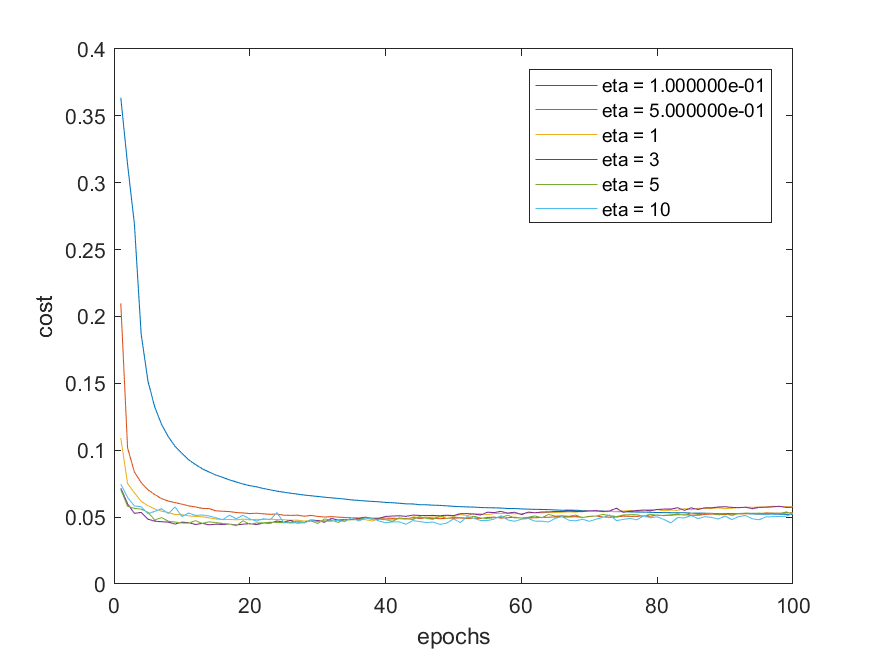 0.4
0.35
0.3
0.25
0.2
0.15
0.1
0.05
0
cost
eta = 1.000000e-01
eta = 5.000000e-01
eta = 1
eta = 3
eta = 5
eta = 10
0 20 40 60 80 100
epochs